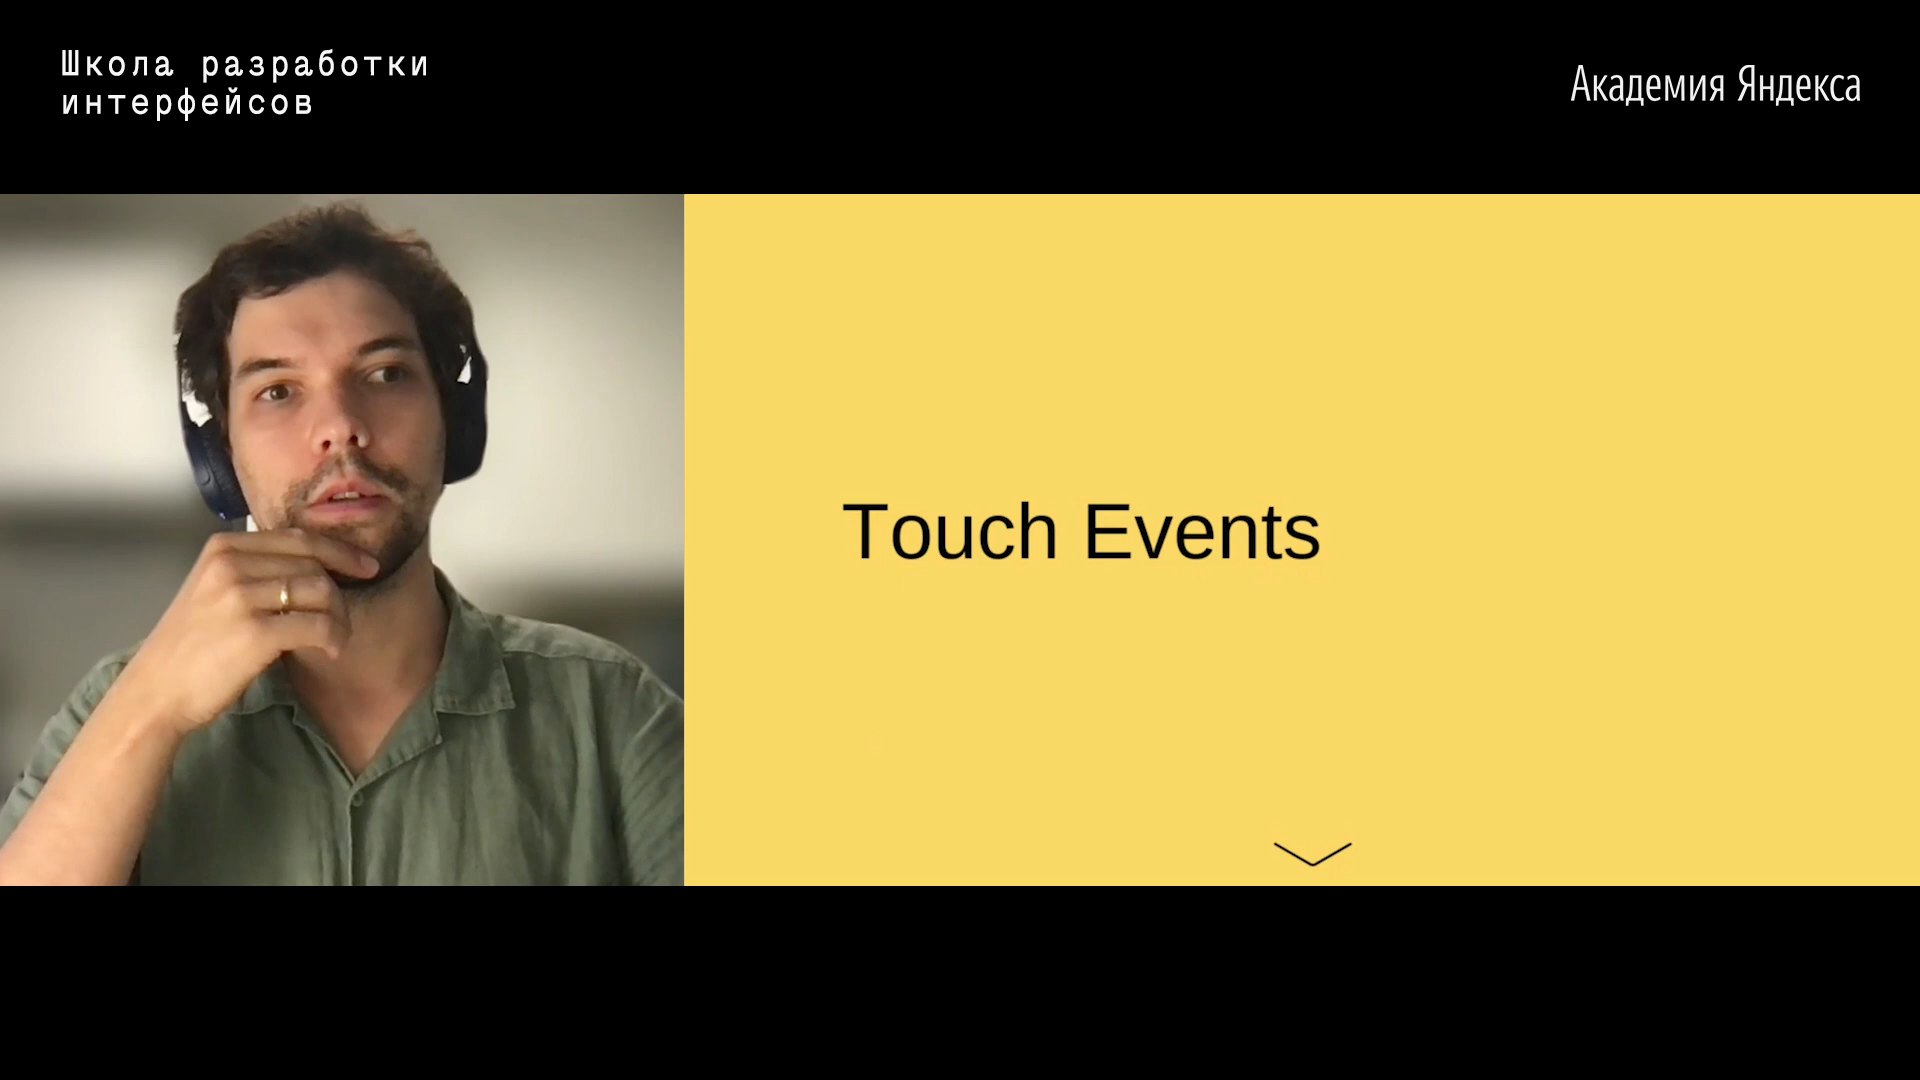 Школа разработки
интерфейсов
Академия Яндекса
Touch Events